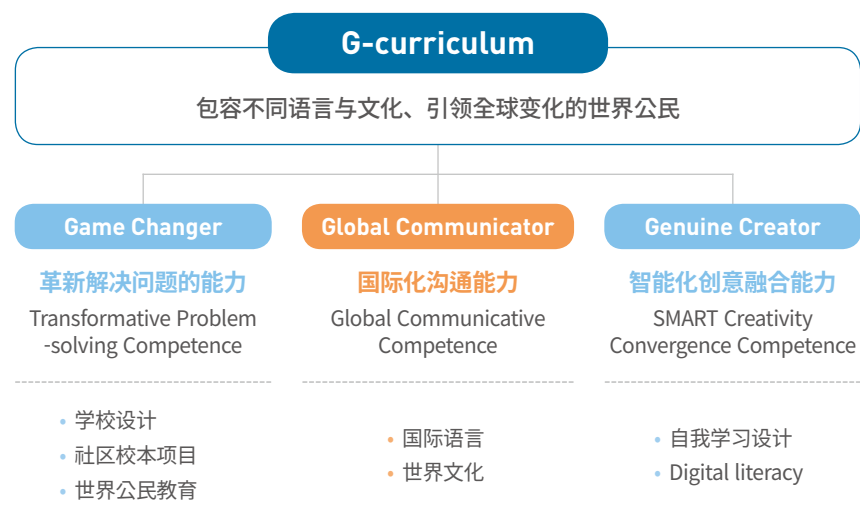 G-curriculum
包容不同语言与文化、引领全球变化的世界公民
Game Changer
革新解决问题的能力
Transformative Problem
-solving Competence
• 学校设计
• 社区校本项目
• 世界公民教育
Global Communicator
国际化沟通能力
Global Communicative
Competence
• 国际语言
• 世界文化
Genuine Creator
智能化创意融合能力
SMART Creativity
Convergence Competence
• 自我学习设计
• Digital literacy